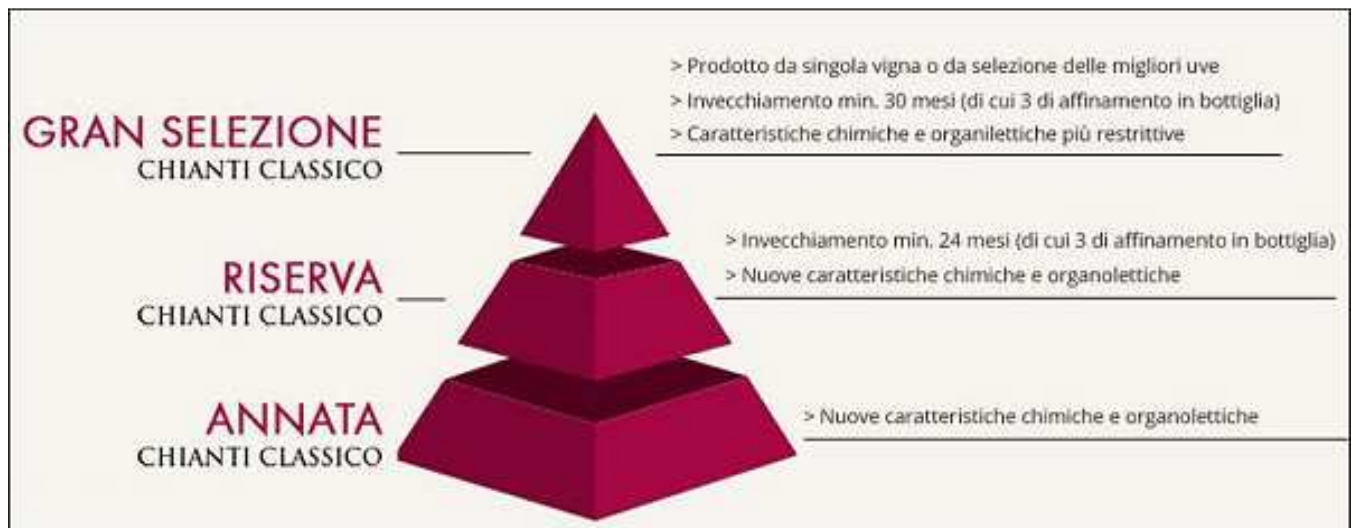 > Prodotto da singola vigna o da selezione delle migliori uve
> Invecchiamento min. 30 mesi (di cui 3 di affinamento in bottiglia)
> Caratteristiche chimiche e organilettiche più restrittive
GRAN SELEZIONE
CHIANTI CLASSICO
> Invecchiamento min. 24 mesi (di cui 3 di affinamento in bottiglia)
> Nuove caratteristiche chimiche e organolettiche
RISERVA
CHIANTI CLASSICO
> Nuove caratteristiche chimiche e organolettiche
ANNATA
CHIANTI CLASSICO